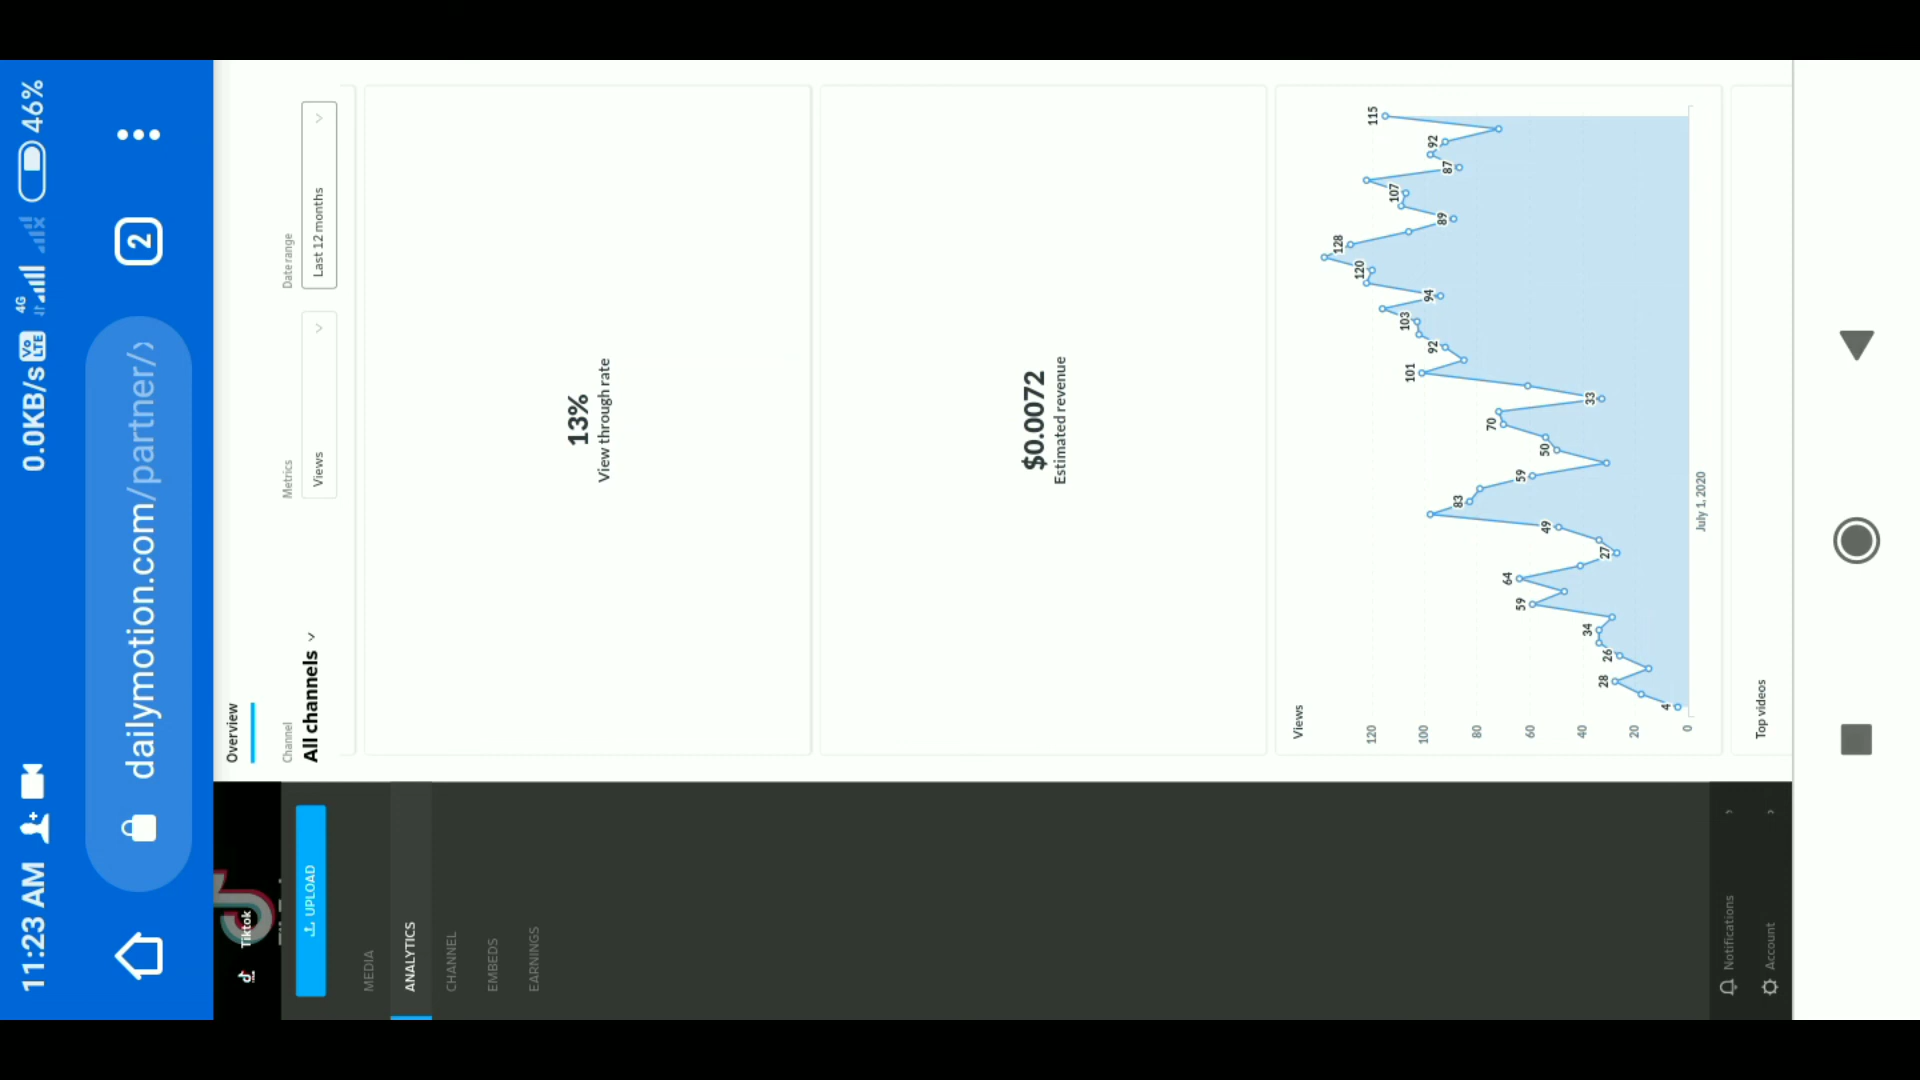 11:23 AM
0.0KB/s Vo LTE 4G 46%
dailymotion.com/partner/
2
Tiktok
UPLOAD
MEDIA
ANALYTICS
CHANNEL
EMBEDS
EARNINGS
Notifications
Account
Overview
Channel
All channels
Metrics
Views
Date range
Last 12 months
13%
View through rate
$0.0072
Estimated revenue
Views
120
100
80
60
40
20
0
4
28
26
34
59
64
27
49
83
59
50
70
33
101
92
103
94
120
128
89
107
87
92
115
July 1, 2020
Top videos